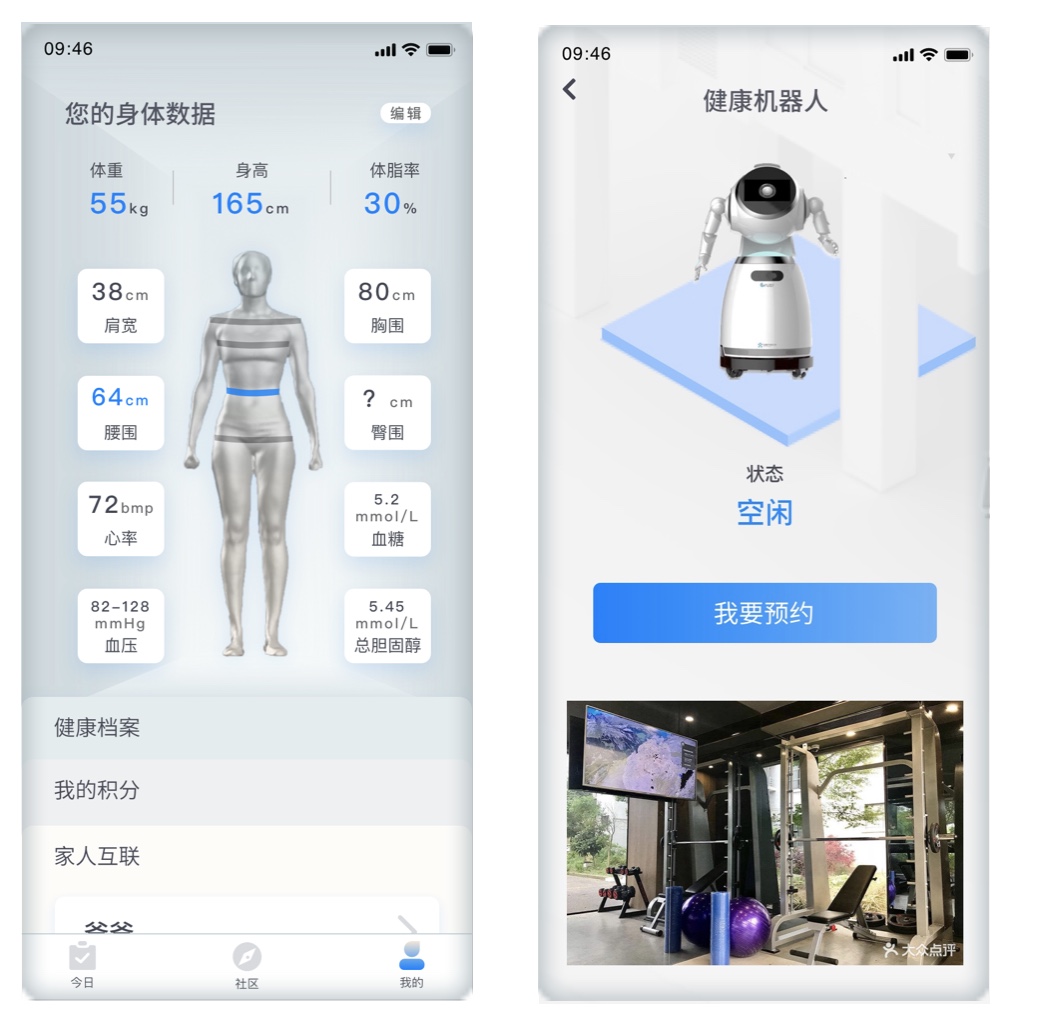 09:46
您的身体数据
编辑
体重
身高
体脂率
55kg
165cm
30%
38cm
肩宽
80cm
胸围
64cm
腰围
? cm
臀围
72bmp
心率
5.2
mmol/L
血糖
82-128
mmHg
血压
5.45
mmol/L
总胆固醇
健康档案
我的积分
家人互联
爸爸
今日
社区
我的
09:46
健康机器人
状态
空闲
我要预约
大众点评